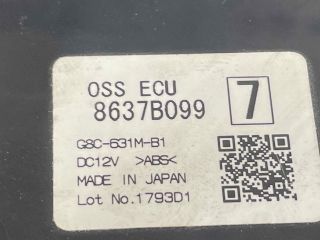 OSS ECU
8637B099 7
G8C-631M-B1
DC12V >ABS<
MADE IN JAPAN
Lot No.1793D1